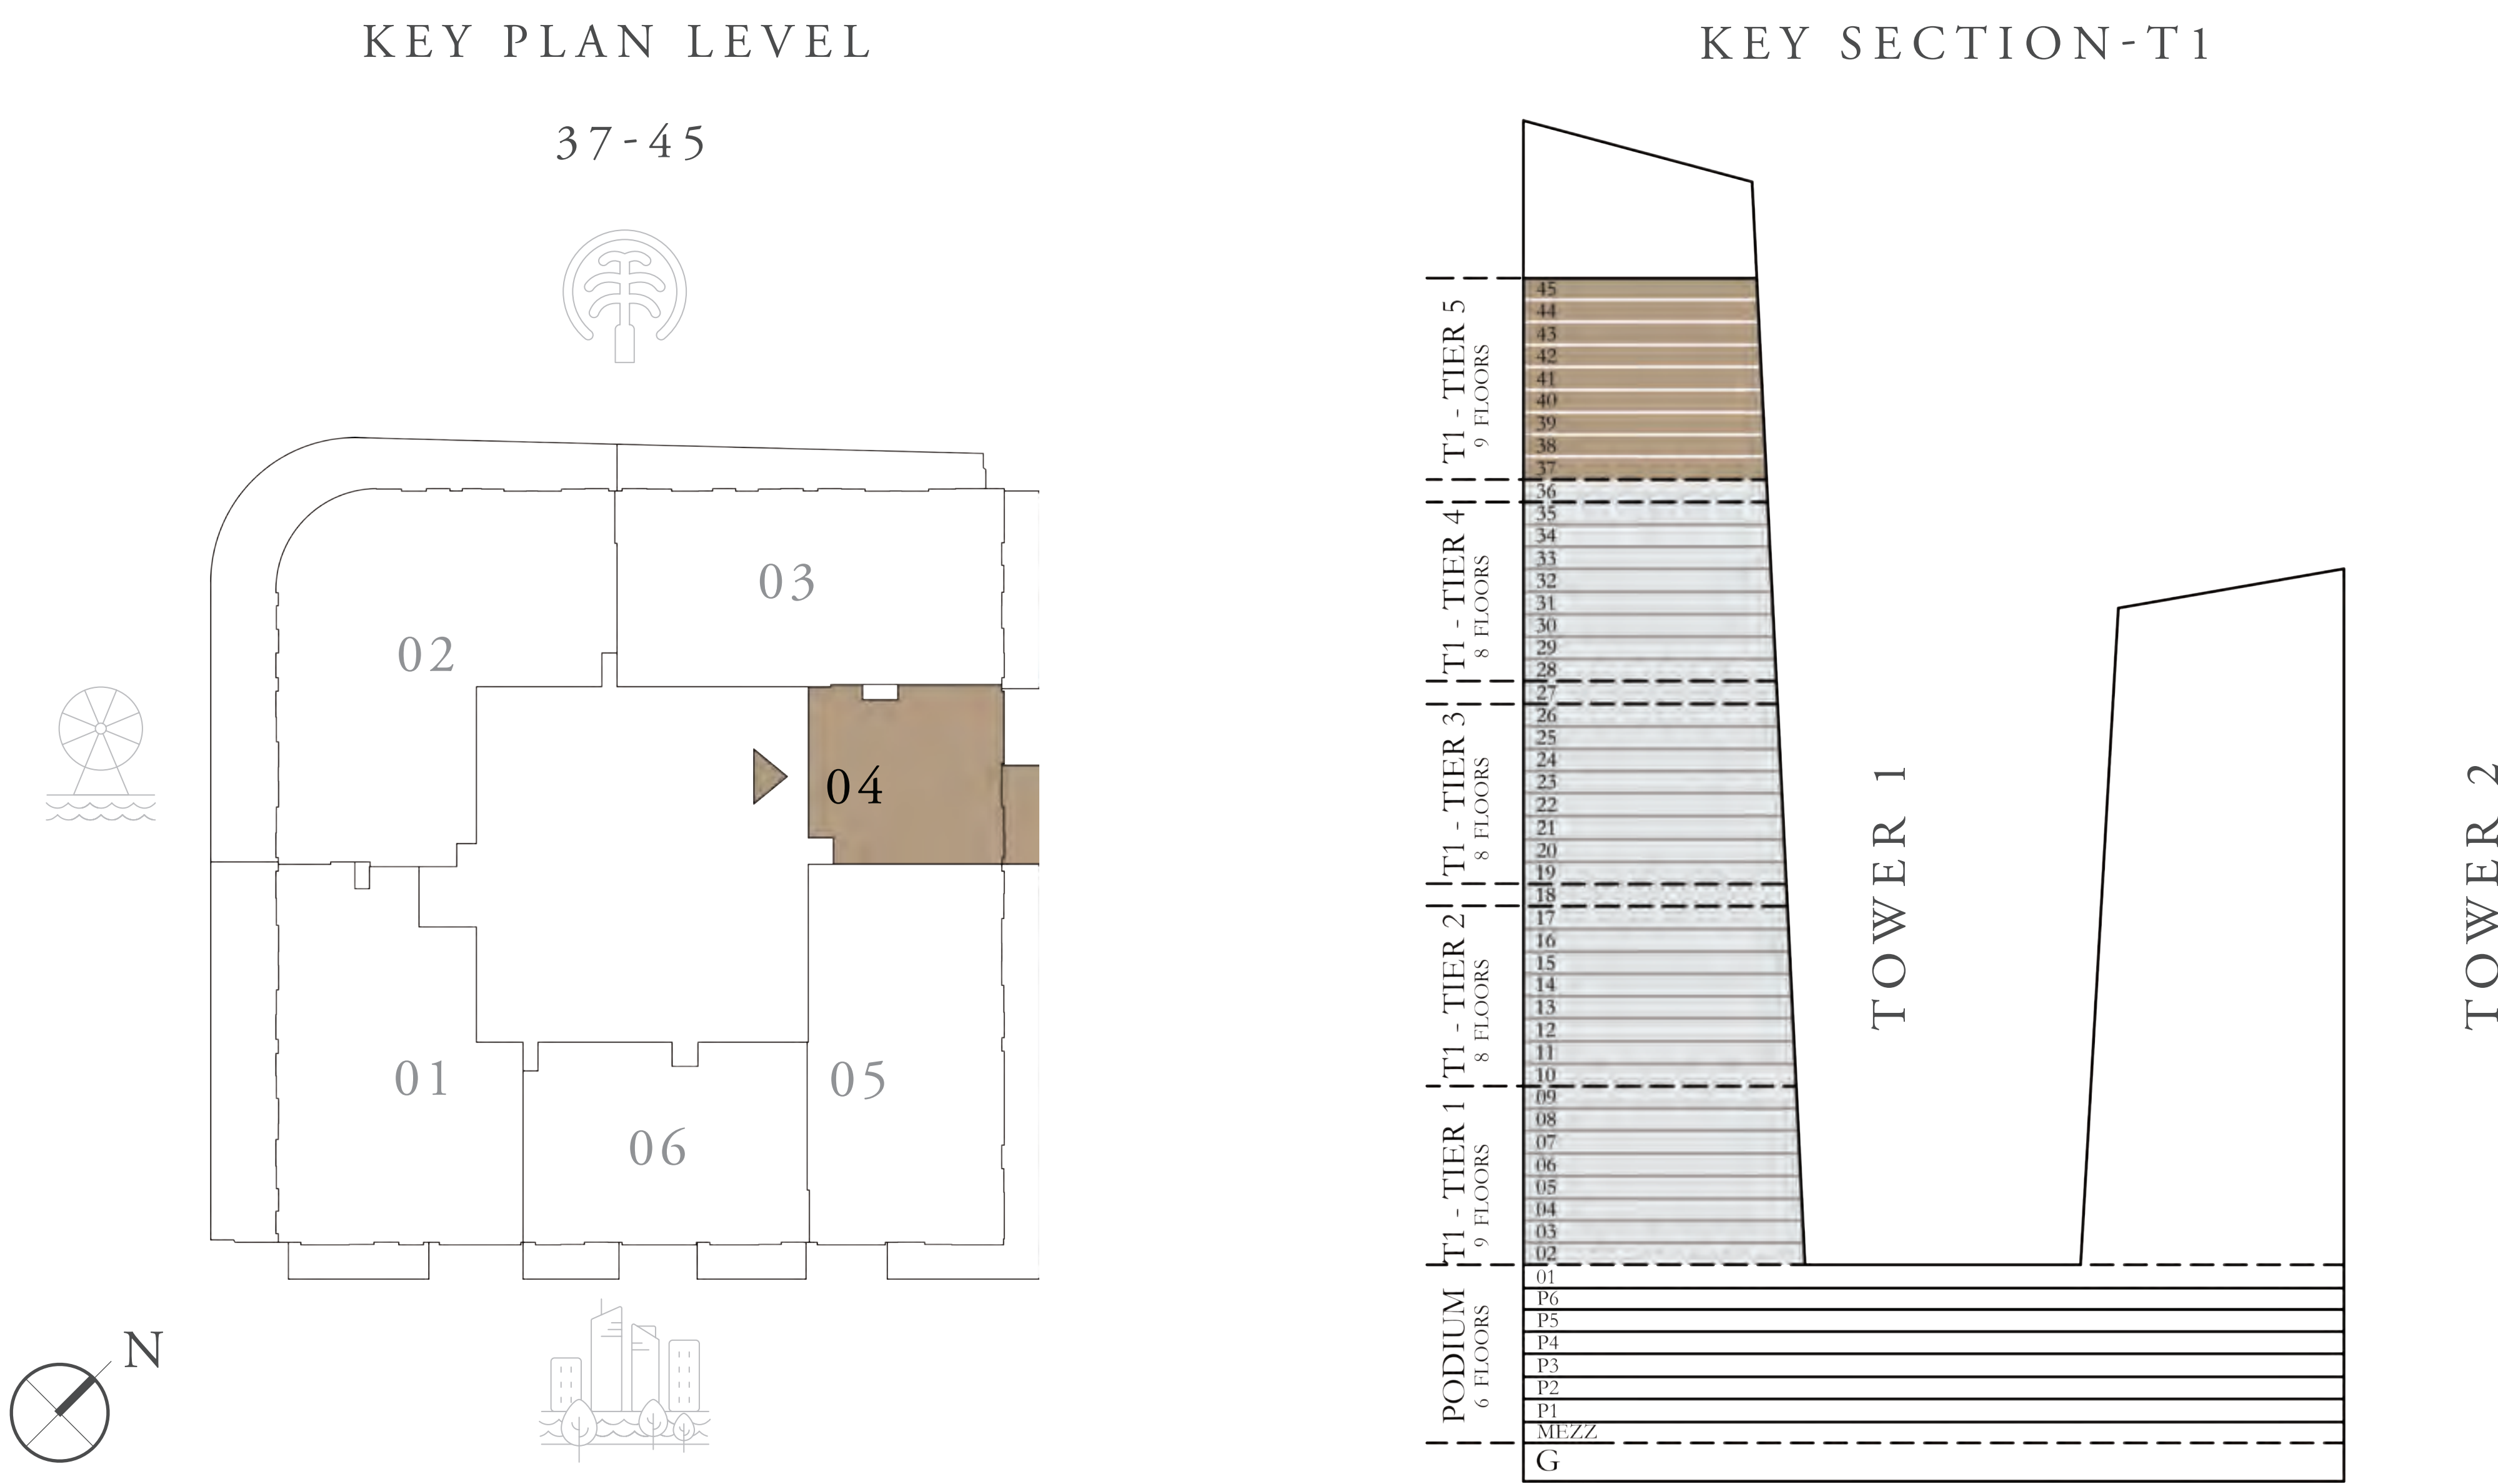 KEY PLAN LEVEL
37-45
03
02
04
01
05
06
N
KEY SECTION-T1
T1 - TIER 5
9 FLOORS
T1 - TIER 4
8 FLOORS
T1 - TIER 3
8 FLOORS
T1 - TIER 2
8 FLOORS
T1 - TIER 1
9 FLOORS
PODIUM
6 FLOORS
45
44
43
42
41
40
39
38
37
36
35
34
33
32
31
30
29
28
27
26
25
24
23
22
21
20
19
18
17
16
15
14
13
12
11
10
09
08
07
06
05
04
03
02
01
P6
P5
P4
P3
P2
P1
MEZZ
G
TOWER 1
TOWER 2